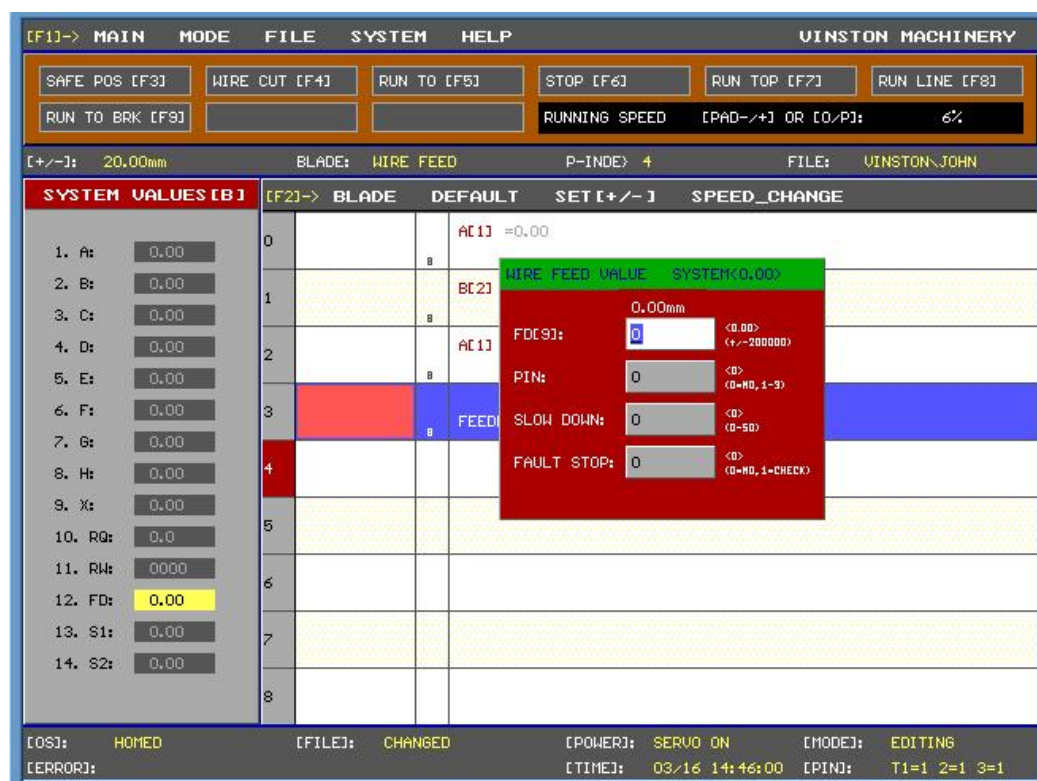 [F1]-> MAIN MODE FILE SYSTEM HELP VINSTON MACHINERY
SAFE POS [F3] WIRE CUT [F4] RUN TO [F5] STOP [F6] RUN TOP [F7] RUN LINE [F8]
RUN TO BRK [F9] RUNNING SPEED [PAD-/+] OR [O/P]: 6%
[+/-]: 20.00mm BLADE: WIRE FEED P-INDE> 4 FILE: VINSTON\JOHN
SYSTEM VALUES[B]
1. A: 0.00
2. B: 0.00
3. C: 0.00
4. D: 0.00
5. E: 0.00
6. F: 0.00
7. G: 0.00
8. H: 0.00
9. X: 0.00
10. RQ: 0.0
11. RW: 0000
12. FD: 0.00
13. S1: 0.00
14. S2: 0.00
[F2]-> BLADE DEFAULT SET[+/-] SPEED_CHANGE
0 B A[1] =0.00
1 B B[2]
2 B A[1]
3 B FEED
4
5
6
7
8
WIRE FEED VALUE SYSTEM<0.00>
0.00mm
FD[9]: 0 <0.00>
(+/-200000)
PIN: 0 <0>
(0=NO,1-9)
SLOW DOWN: 0 <0>
(0-50)
FAULT STOP: 0 <0>
(0=NO,1=CHECK)
[OS]: HOMED [FILE]: CHANGED [POWER]: SERVO ON [MODE]: EDITING
[ERROR]: [TIME]: 03/16 14:46:00 [PIN]: T1=1 2=1 3=1